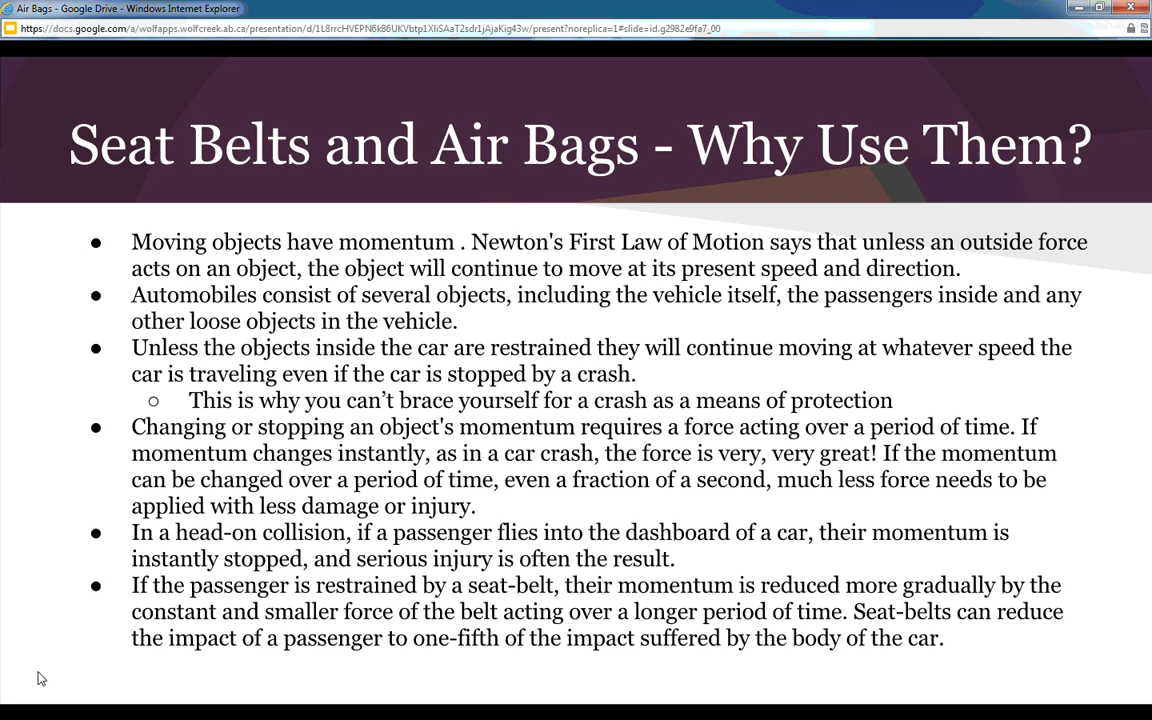 Air Bags - Google Drive - Windows Internet Explorer
https://docs.google.com/a/wolfapps.wolfcreek.ab.ca/presentation/d/1L8rrcHVEPN6k86UKVbtp1XIiSAaT2sdr1jAjaKig43w/present?noreplica=1#slide=id.g2982e9fa7_00
Seat Belts and Air Bags - Why Use Them?
● Moving objects have momentum . Newton's First Law of Motion says that unless an outside force
acts on an object, the object will continue to move at its present speed and direction.
● Automobiles consist of several objects, including the vehicle itself, the passengers inside and any
other loose objects in the vehicle.
● Unless the objects inside the car are restrained they will continue moving at whatever speed the
car is traveling even if the car is stopped by a crash.
○ This is why you can’t brace yourself for a crash as a means of protection
● Changing or stopping an object's momentum requires a force acting over a period of time. If
momentum changes instantly, as in a car crash, the force is very, very great! If the momentum
can be changed over a period of time, even a fraction of a second, much less force needs to be
applied with less damage or injury.
● In a head-on collision, if a passenger flies into the dashboard of a car, their momentum is
instantly stopped, and serious injury is often the result.
● If the passenger is restrained by a seat-belt, their momentum is reduced more gradually by the
constant and smaller force of the belt acting over a longer period of time. Seat-belts can reduce
the impact of a passenger to one-fifth of the impact suffered by the body of the car.